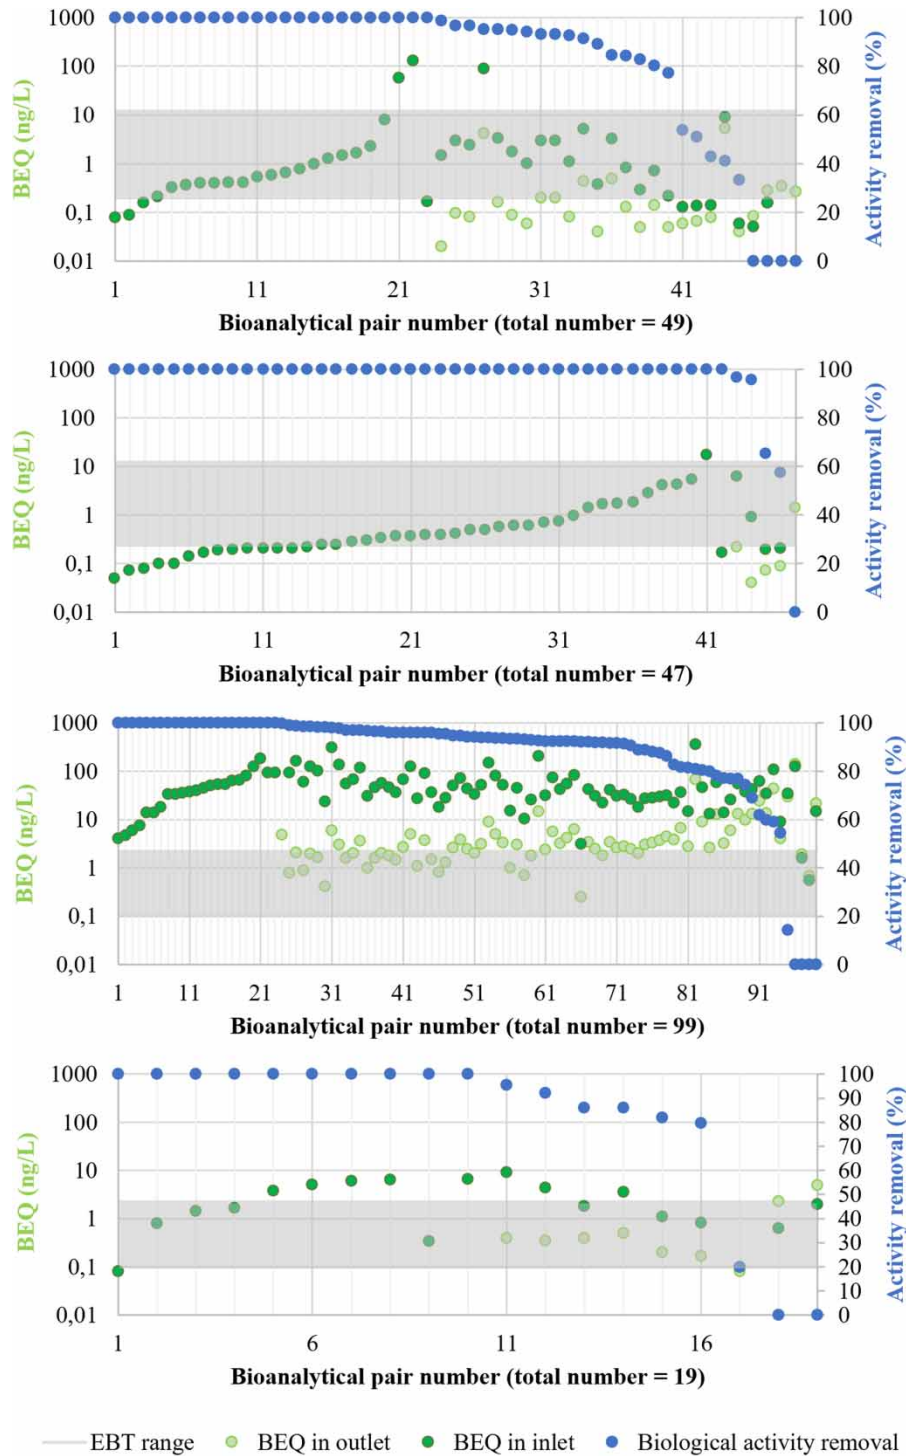 1000 100
100 80
10 60
1 40
0,1 20
0,01 0
BEQ (ng/L)
Activity removal (%)
1 11 21 31 41
Bioanalytical pair number (total number = 49)
1000 100
100 80
10 60
1 40
0,1 20
0,01 0
BEQ (ng/L)
Activity removal (%)
1 11 21 31 41
Bioanalytical pair number (total number = 47)
1000 100
100 80
10 60
1 40
0,1 20
0,01 0
BEQ (ng/L)
Activity removal (%)
1 11 21 31 41 51 61 71 81 91
Bioanalytical pair number (total number = 99)
1000 100
90
100 80
70
10 60
50
1 40
30
0,1 20
10
0,01 0
BEQ (ng/L)
Activity removal (%)
1 6 11 16
Bioanalytical pair number (total number = 19)
EBT range BEQ in outlet BEQ in inlet Biological activity removal